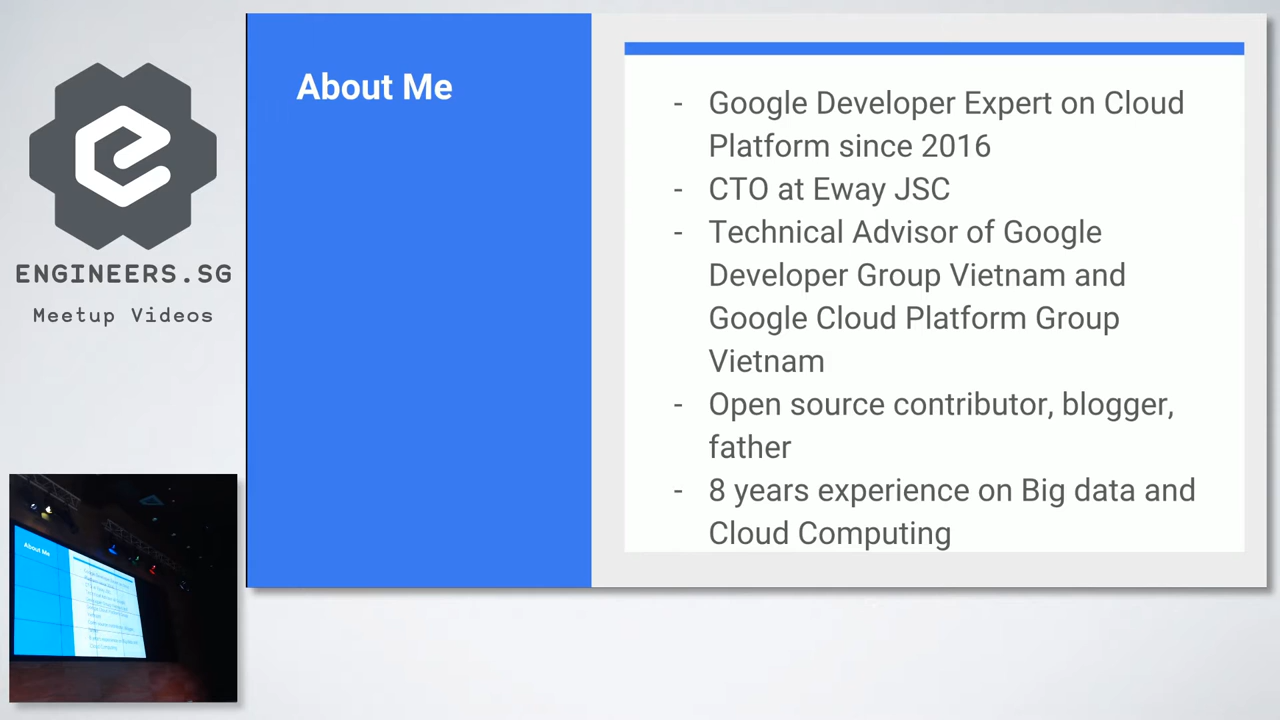 ENGINEERS.SG
Meetup Videos
About Me
- Google Developer Expert on Cloud
Platform since 2016
- CTO at Eway JSC
- Technical Advisor of Google
Developer Group Vietnam and
Google Cloud Platform Group
Vietnam
- Open source contributor, blogger,
father
- 8 years experience on Big data and
Cloud Computing
About Me